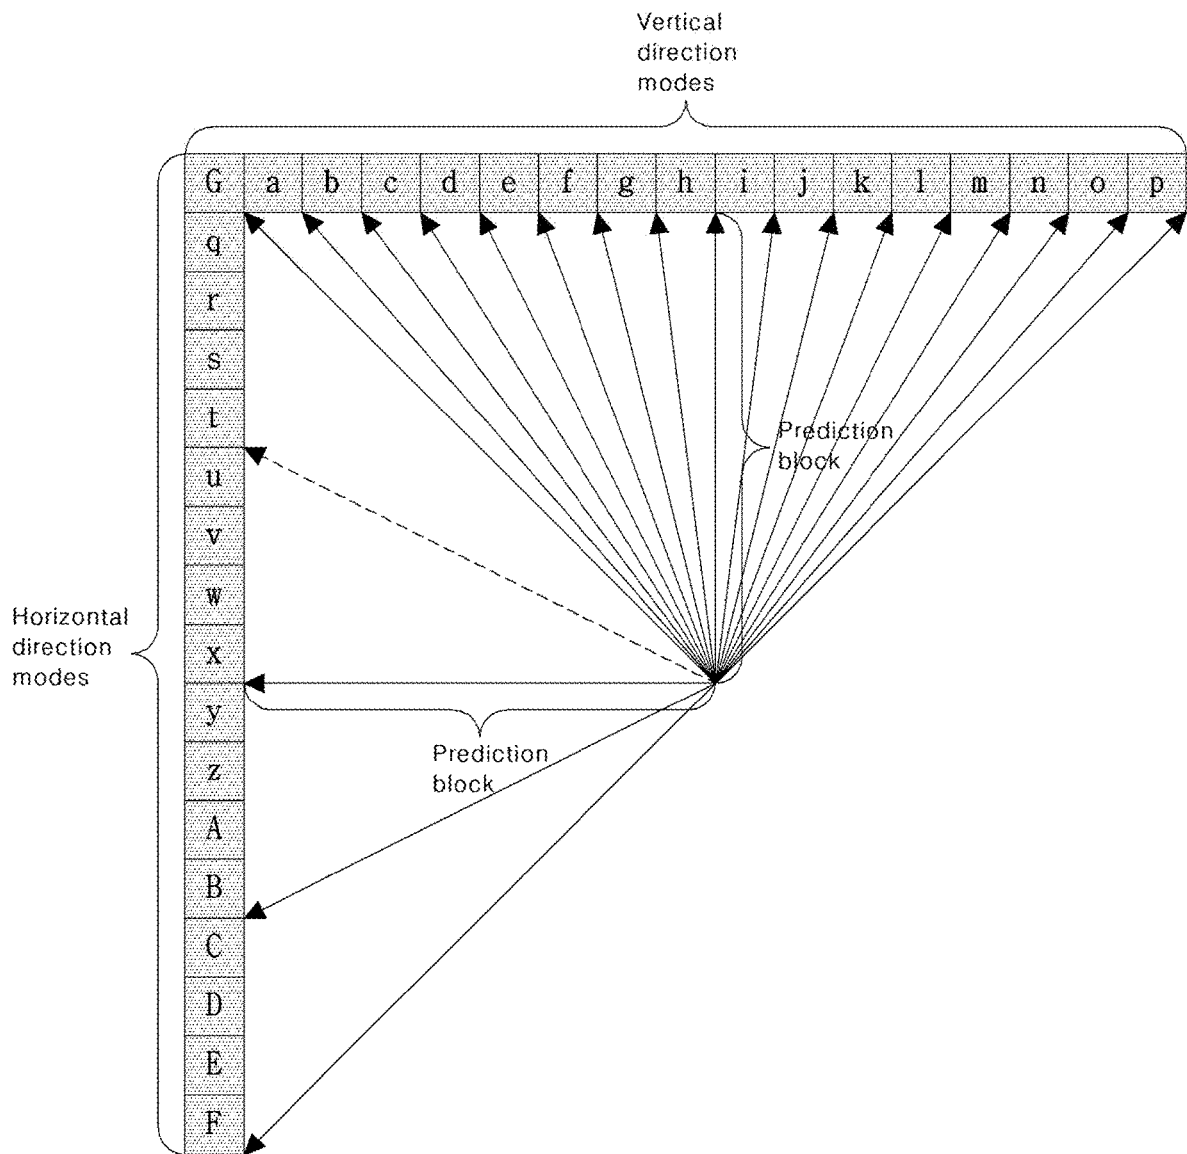 Vertical
direction
modes
G a b c d e f g h i j k l m n o p
q
r
s
t
Prediction
block
u
v
w
Horizontal
direction
modes
x
y
Prediction
block
z
A
B
C
D
E
F